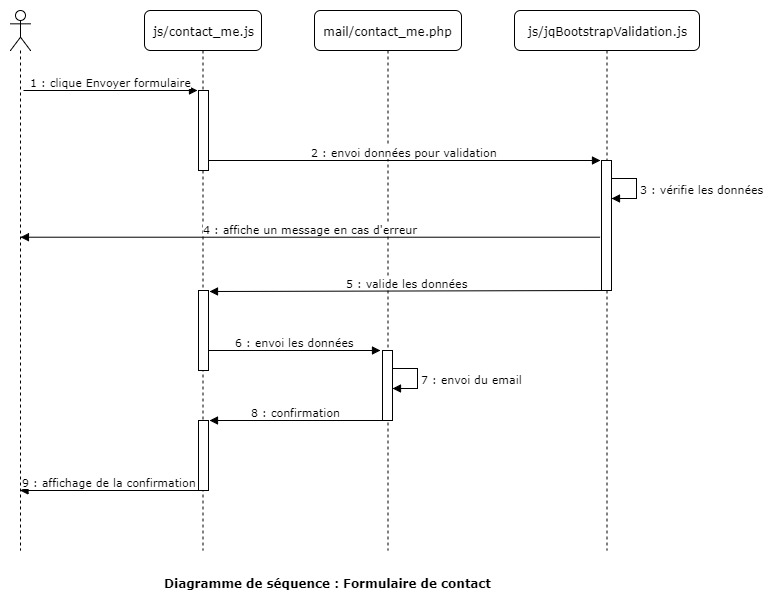 js/contact_me.js
mail/contact_me.php
js/jqBootstrapValidation.js
1 : clique Envoyer formulaire
2 : envoi données pour validation
3 : vérifie les données
4 : affiche un message en cas d'erreur
5 : valide les données
6 : envoi les données
7 : envoi du email
8 : confirmation
9 : affichage de la confirmation
Diagramme de séquence : Formulaire de contact